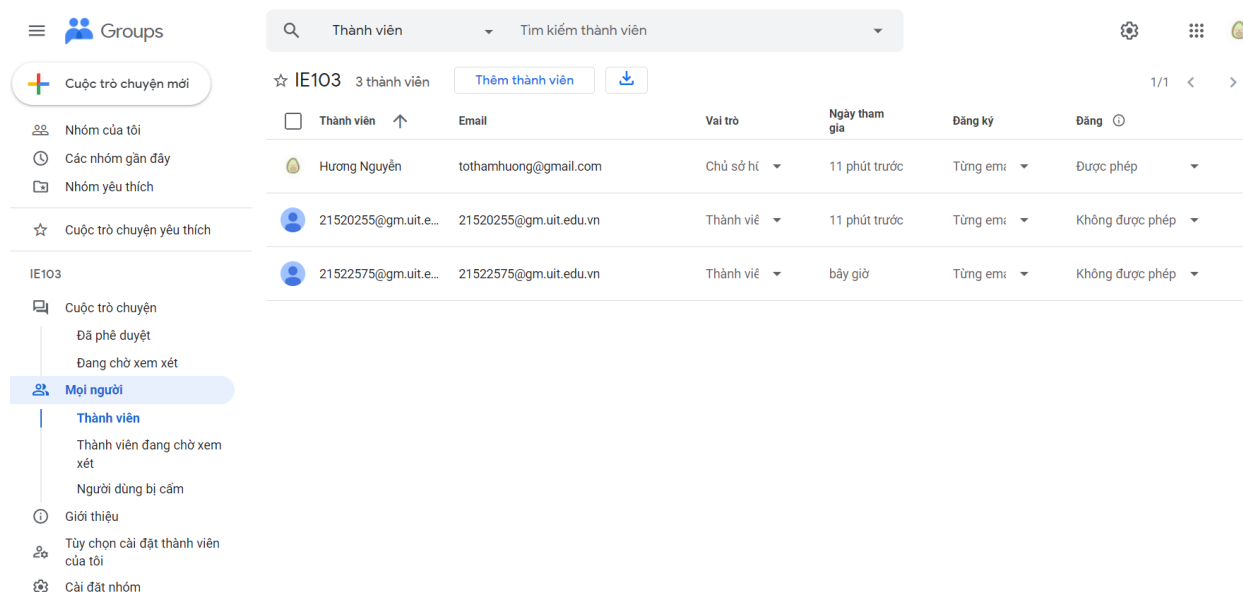 Groups
Thành viên
Tìm kiếm thành viên
Cuộc trò chuyện mới
Nhóm của tôi
Các nhóm gần đây
Nhóm yêu thích
Cuộc trò chuyện yêu thích
IE103
Cuộc trò chuyện
Đã phê duyệt
Đang chờ xem xét
Mọi người
Thành viên
Thành viên đang chờ xem
xét
Người dùng bị cấm
Giới thiệu
Tùy chọn cài đặt thành viên
của tôi
Cài đặt nhóm
IE103 3 thành viên Thêm thành viên 1/1
Thành viên Email Vai trò Ngày tham gia Đăng ký Đăng
Hương Nguyễn tothamhuong@gmail.com Chủ sở hữ 11 phút trước Từng ema Được phép
21520255@gm.uit.e... 21520255@gm.uit.edu.vn Thành viê 11 phút trước Từng ema Không được phép
21522575@gm.uit.e... 21522575@gm.uit.edu.vn Thành viê bây giờ Từng ema Không được phép